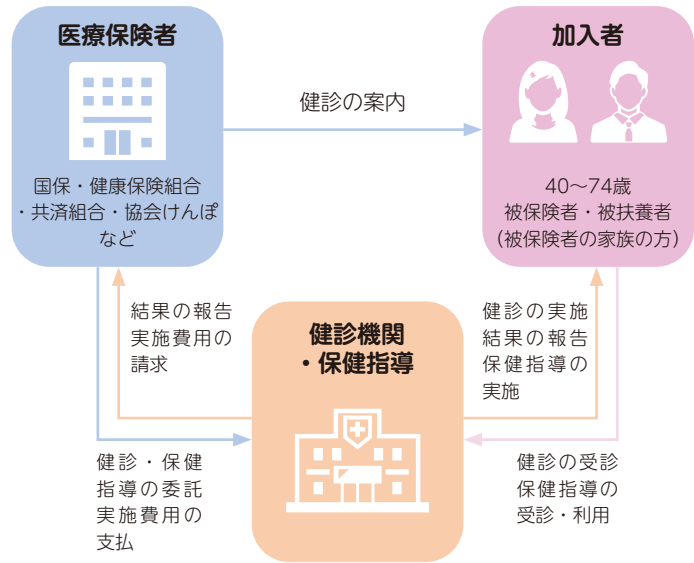 医療保険者
国保・健康保険組合
・共済組合・協会けんぽ
など
健診の案内
加入者
40〜74歳
被保険者・被扶養者
(被保険者の家族の方)
結果の報告
実施費用の
請求
健診機関
・保健指導
健診の実施
結果の報告
保健指導の
実施
健診・保健
指導の委託
実施費用の
支払
健診の受診
保健指導の
受診・利用